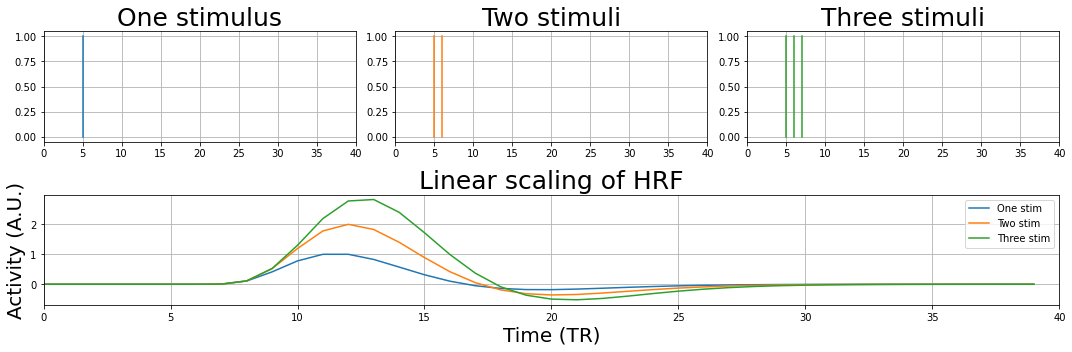 One stimulus
Two stimuli
Three stimuli
1.00
0.75
0.50
0.25
0.00
0 5 10 15 20 25 30 35 40
1.00
0.75
0.50
0.25
0.00
0 5 10 15 20 25 30 35 40
1.00
0.75
0.50
0.25
0.00
0 5 10 15 20 25 30 35 40
Linear scaling of HRF
Activity (A.U.)
2
1
0
One stim
Two stim
Three stim
0 5 10 15 20 25 30 35 40
Time (TR)